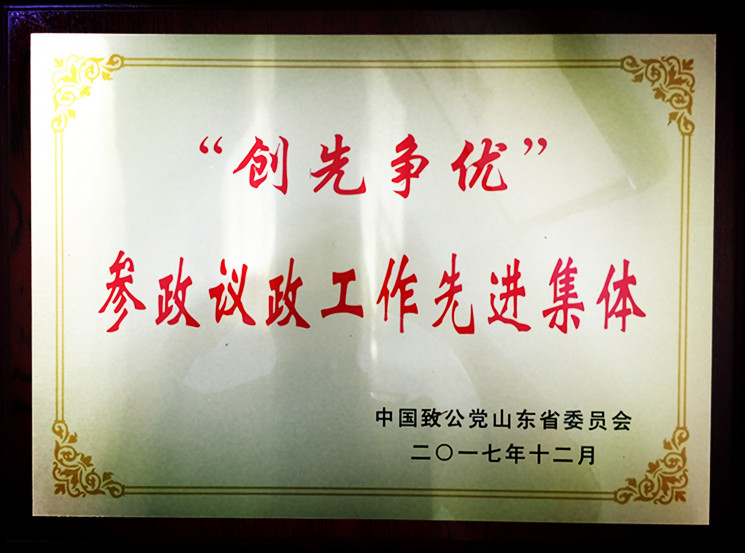 “创先争优”
参政议政工作先进集体
中国致公党山东省委员会
二〇一七年十二月